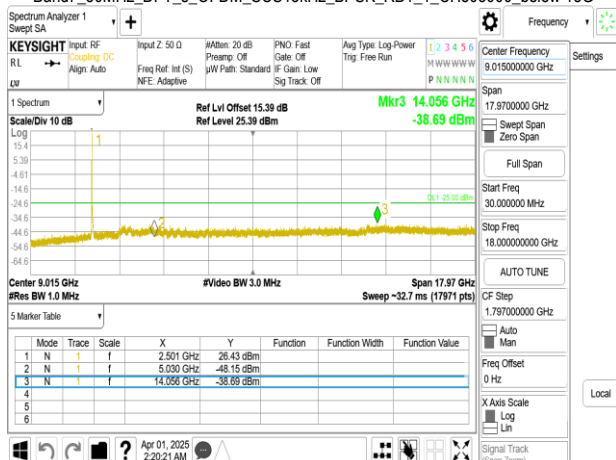 Spectrum Analyzer 1
Swept SA
Frequency
KEYSIGHT
RL
LXI
Input: RF
Coupling: DC
Align: Auto
Input Z: 50 Ω
Freq Ref: Int (S)
NFE: Adaptive
#Atten: 20 dB
Preamp: Off
µW Path: Standard
PNO: Fast
Gate: Off
IF Gain: Low
Sig Track: Off
Avg Type: Log-Power
Trig: Free Run
1 2 3 4 5 6
M W W W W W
P N N N N N
1 Spectrum
Scale/Div 10 dB
Ref Lvl Offset 15.39 dB
Ref Level 25.39 dBm
Mkr3 14.056 GHz
-38.69 dBm
Log
15.4
5.39
-4.61
-14.6
-24.6
-34.6
-44.6
-54.6
-64.6
1
2
3
DL1 -25.00 dBm
Center 9.015 GHz
#Res BW 1.0 MHz
#Video BW 3.0 MHz
Span 17.97 GHz
Sweep ~32.7 ms (17971 pts)
5 Marker Table
Mode Trace Scale X Y Function Function Width Function Value
1 N 1 f 2.501 GHz 26.43 dBm
2 N 1 f 5.030 GHz -48.15 dBm
3 N 1 f 14.056 GHz -38.69 dBm
4
5
6
Apr 01, 2025
2:20:21 AM
Center Frequency
9.015000000 GHz
Span
17.9700000 GHz
Swept Span
Zero Span
Full Span
Start Freq
30.000000 MHz
Stop Freq
18.000000000 GHz
AUTO TUNE
CF Step
1.797000000 GHz
Auto
Man
Freq Offset
0 Hz
X Axis Scale
Log
Lin
Signal Track
Settings
Local